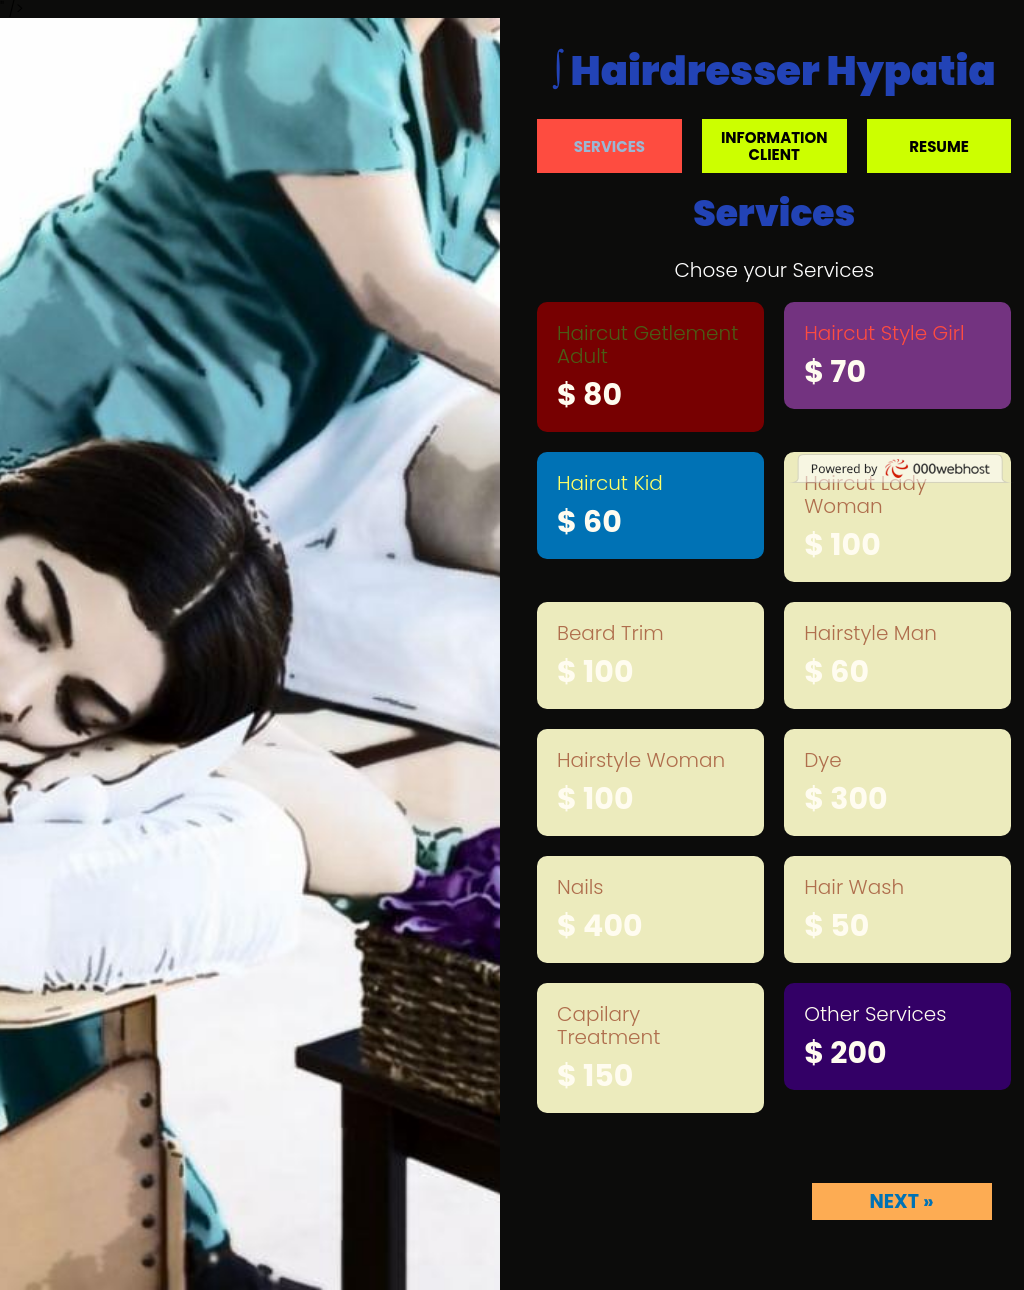 />
∫ Hairdresser Hypatia
SERVICES
INFORMATION
CLIENT
RESUME
Services
Chose your Services
Haircut Getlement
Adult
$ 80
Haircut Style Girl
$ 70
Haircut Kid
$ 60
Powered by 000webhost
Haircut Lady
Woman
$ 100
Beard Trim
$ 100
Hairstyle Man
$ 60
Hairstyle Woman
$ 100
Dye
$ 300
Nails
$ 400
Hair Wash
$ 50
Capilary
Treatment
$ 150
Other Services
$ 200
NEXT »